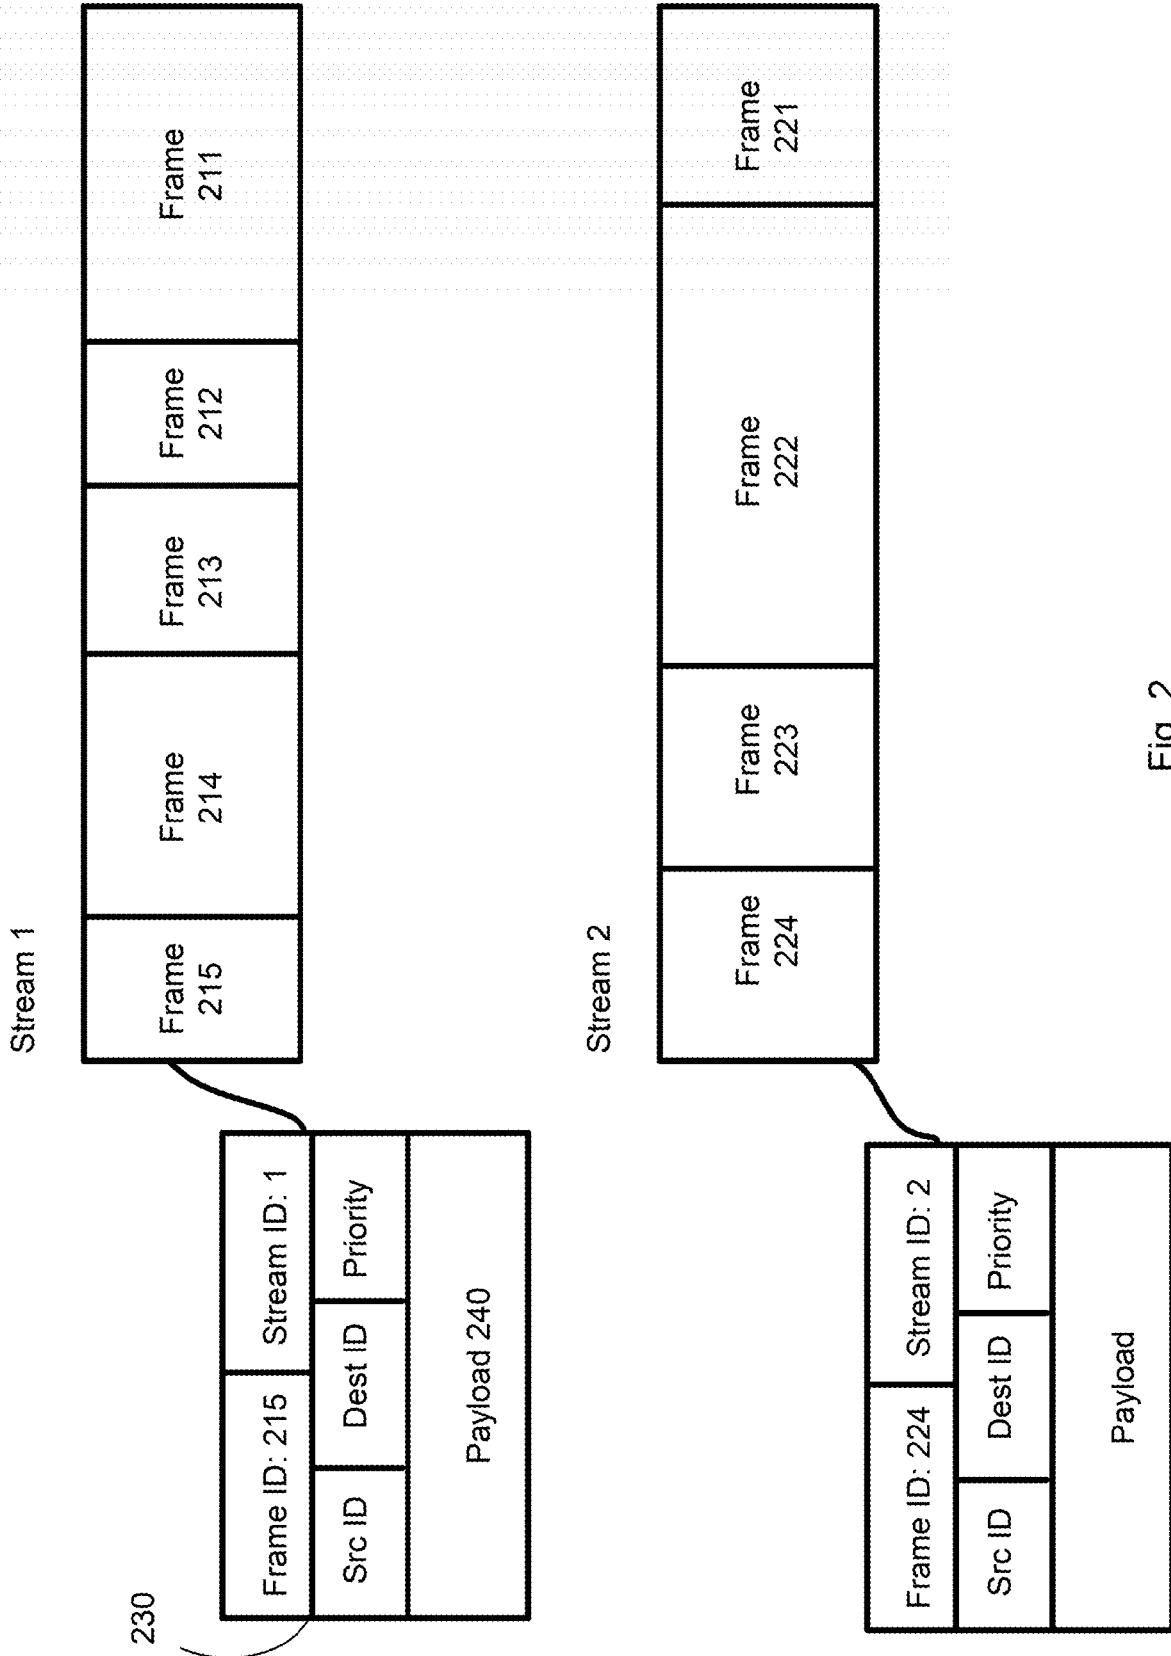 Stream 1
Frame
215
Frame
214
Frame
213
Frame
212
Frame
211
230
Frame ID: 215
Stream ID: 1
Src ID
Dest ID
Priority
Payload 240
Stream 2
Frame
224
Frame
223
Frame
222
Frame
221
Frame ID: 224
Stream ID: 2
Src ID
Dest ID
Priority
Payload
Fig. 2